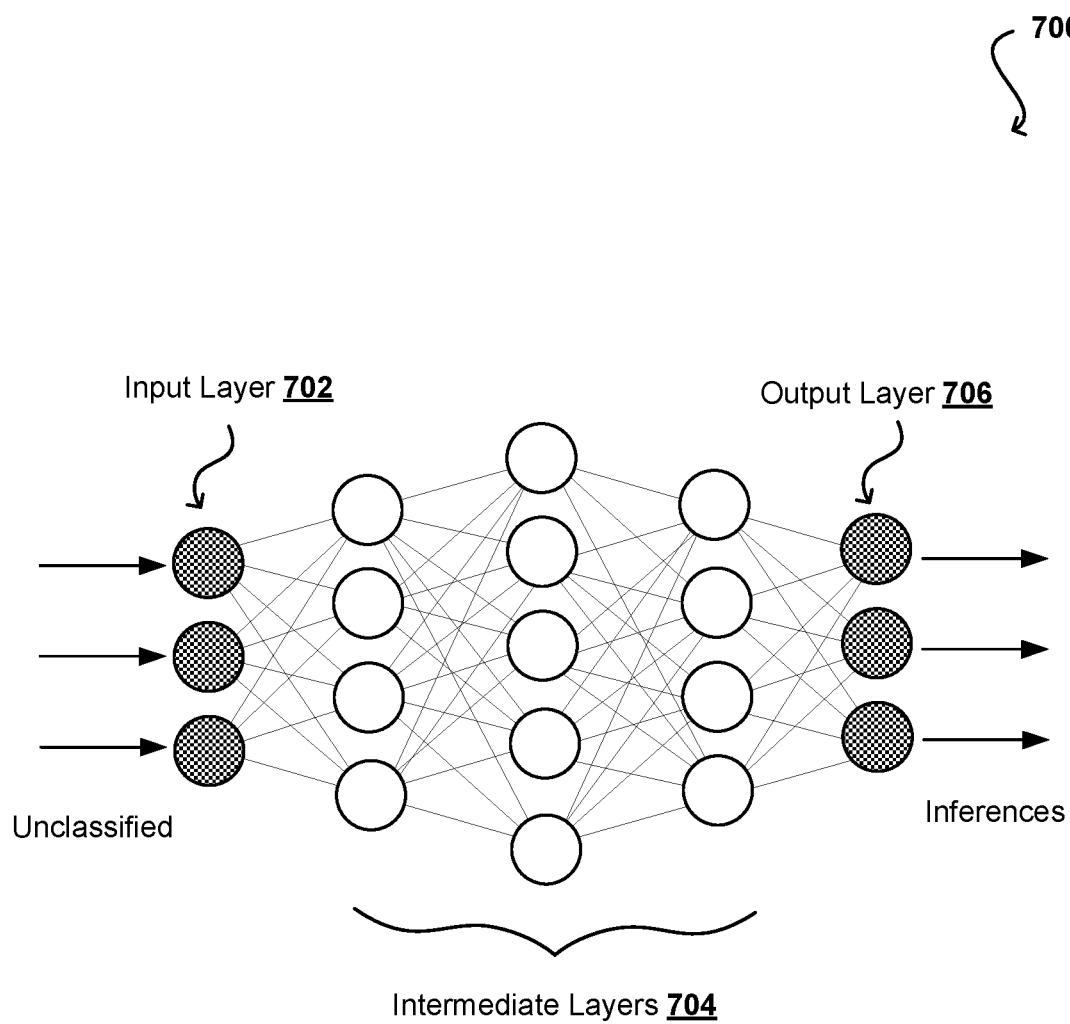 700
Input Layer 702
Output Layer 706
Unclassified
Inferences
Intermediate Layers 704